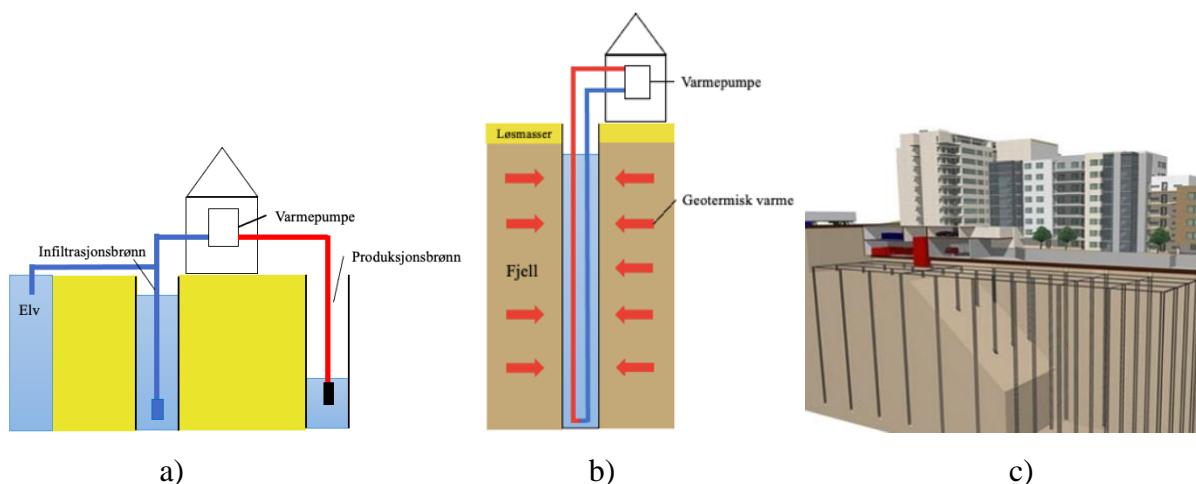 Varmepumpe
Infiltrasjonsbrønn
Produksjonsbrønn
Elv
a)
Varmepumpe
Løsmasser
Geotermisk varme
Fjell
b)
c)